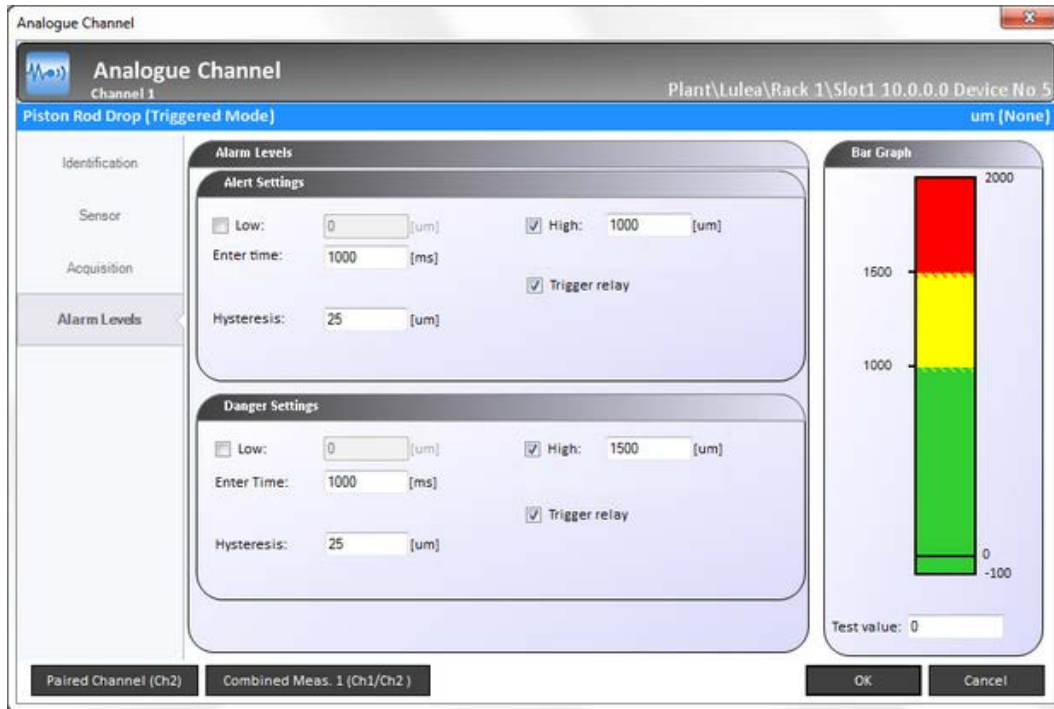 Analogue Channel
Analogue Channel
Channel 1
Plant\Lulea\Rack 1\Slot1 10.0.0.0 Device No 5
Piston Rod Drop (Triggered Mode)
um (None)
Identification
Sensor
Acquisition
Alarm Levels
Alarm Levels
Alert Settings
Low: 0 [um]
High: 1000 [um]
Enter time: 1000 [ms]
Trigger relay
Hysteresis: 25 [um]
Danger Settings
Low: 0 [um]
High: 1500 [um]
Enter Time: 1000 [ms]
Trigger relay
Hysteresis: 25 [um]
Bar Graph
2000
1500
1000
0
-100
Test value: 0
Paired Channel (Ch2)
Combined Meas. 1 (Ch1/Ch2 )
OK
Cancel